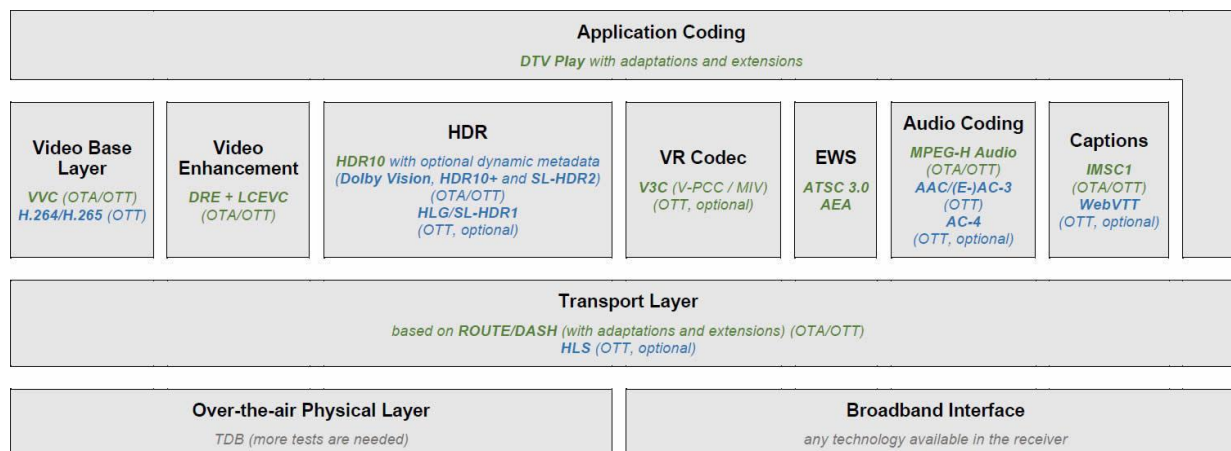 Application Coding
DTV Play with adaptations and extensions
Video Base
Layer
VVC (OTA/OTT)
H.264/H.265 (OTT)
Video
Enhancement
DRE + LCEVC
(OTA/OTT)
HDR
HDR10 with optional dynamic metadata
(Dolby Vision, HDR10+ and SL-HDR2)
(OTA/OTT)
HLG/SL-HDR1
(OTT, optional)
VR Codec
V3C (V-PCC / MIV)
(OTT, optional)
EWS
ATSC 3.0
AEA
Audio Coding
MPEG-H Audio
(OTA/OTT)
AAC/(E-)AC-3
(OTT)
AC-4
(OTT, optional)
Captions
IMSC1
(OTA/OTT)
WebVTT
(OTT, optional)
Transport Layer
based on ROUTE/DASH (with adaptations and extensions) (OTA/OTT)
HLS (OTT, optional)
Over-the-air Physical Layer
TDB (more tests are needed)
Broadband Interface
any technology available in the receiver